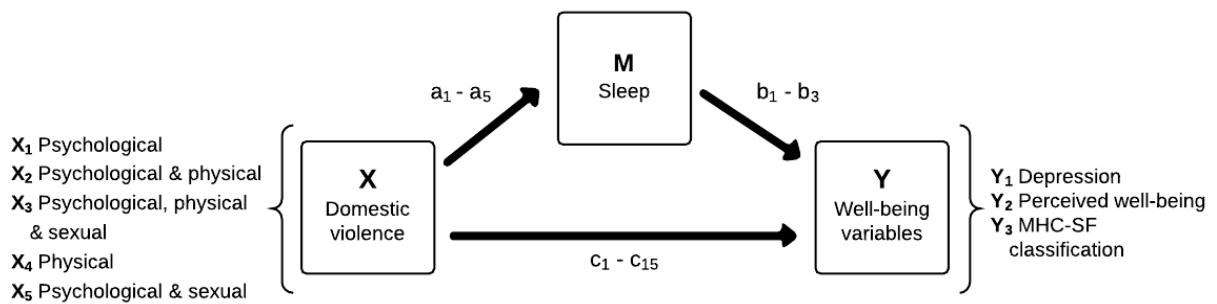 X₁ Psychological
X₂ Psychological & physical
X₃ Psychological, physical
& sexual
X₄ Physical
X₅ Psychological & sexual
X
Domestic
violence
a₁ - a₅
M
Sleep
b₁ - b₃
c₁ - c₁₅
Y
Well-being
variables
Y₁ Depression
Y₂ Perceived well-being
Y₃ MHC-SF
classification